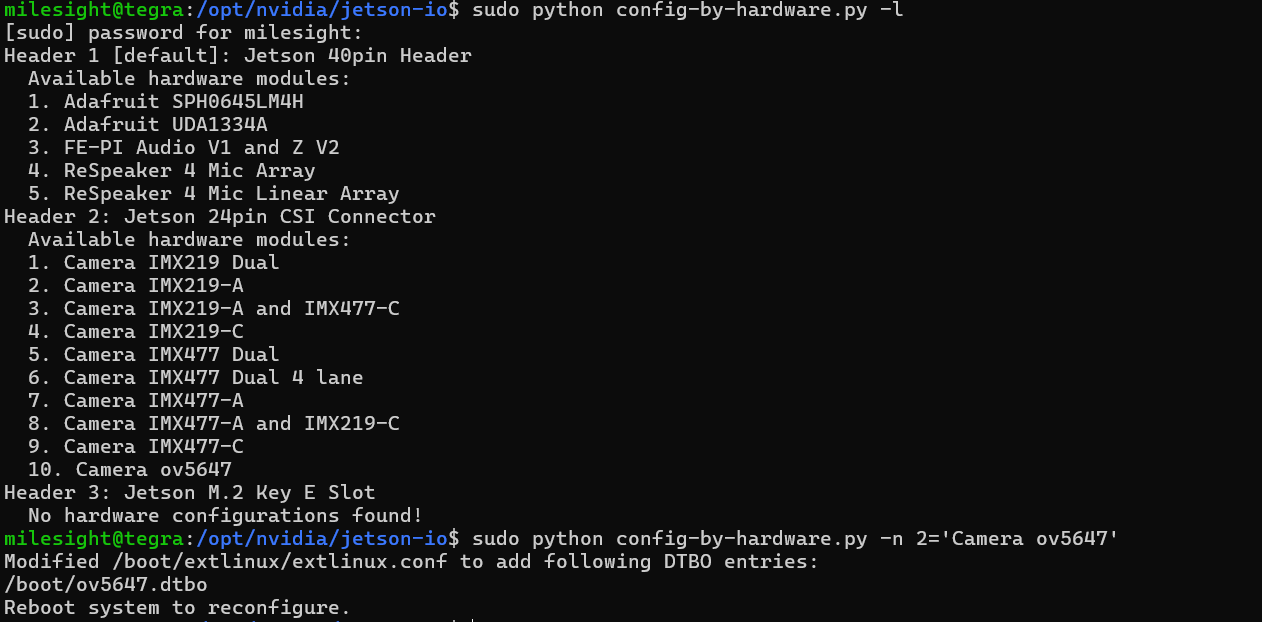 milesight@tegra:/opt/nvidia/jetson-io$ sudo python config-by-hardware.py -l
[sudo] password for milesight:
Header 1 [default]: Jetson 40pin Header
  Available hardware modules:
  1. Adafruit SPH0645LM4H
  2. Adafruit UDA1334A
  3. FE-PI Audio V1 and Z V2
  4. ReSpeaker 4 Mic Array
  5. ReSpeaker 4 Mic Linear Array
Header 2: Jetson 24pin CSI Connector
  Available hardware modules:
  1. Camera IMX219 Dual
  2. Camera IMX219-A
  3. Camera IMX219-A and IMX477-C
  4. Camera IMX219-C
  5. Camera IMX477 Dual
  6. Camera IMX477 Dual 4 lane
  7. Camera IMX477-A
  8. Camera IMX477-A and IMX219-C
  9. Camera IMX477-C
  10. Camera ov5647
Header 3: Jetson M.2 Key E Slot
  No hardware configurations found!
milesight@tegra:/opt/nvidia/jetson-io$ sudo python config-by-hardware.py -n 2='Camera ov5647'
Modified /boot/extlinux/extlinux.conf to add following DTBO entries:
/boot/ov5647.dtbo
Reboot system to reconfigure.